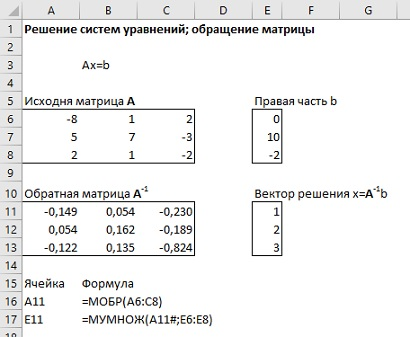 A B C D E F G
1 Решение систем уравнений; обращение матрицы
2
3 Ax=b
4
5 Исходня матрица A Правая часть b
6 -8 1 2 0
7 5 7 -3 10
8 2 1 -2 -2
9
10 Обратная матрица A⁻¹ Вектор решения x=A⁻¹b
11 -0,149 0,054 -0,230 1
12 0,054 0,162 -0,189 2
13 -0,122 0,135 -0,824 3
14
15 Ячейка Формула
16 A11 =МОБР(A6:C8)
17 E11 =МУМНОЖ(A11#;E6:E8)
18